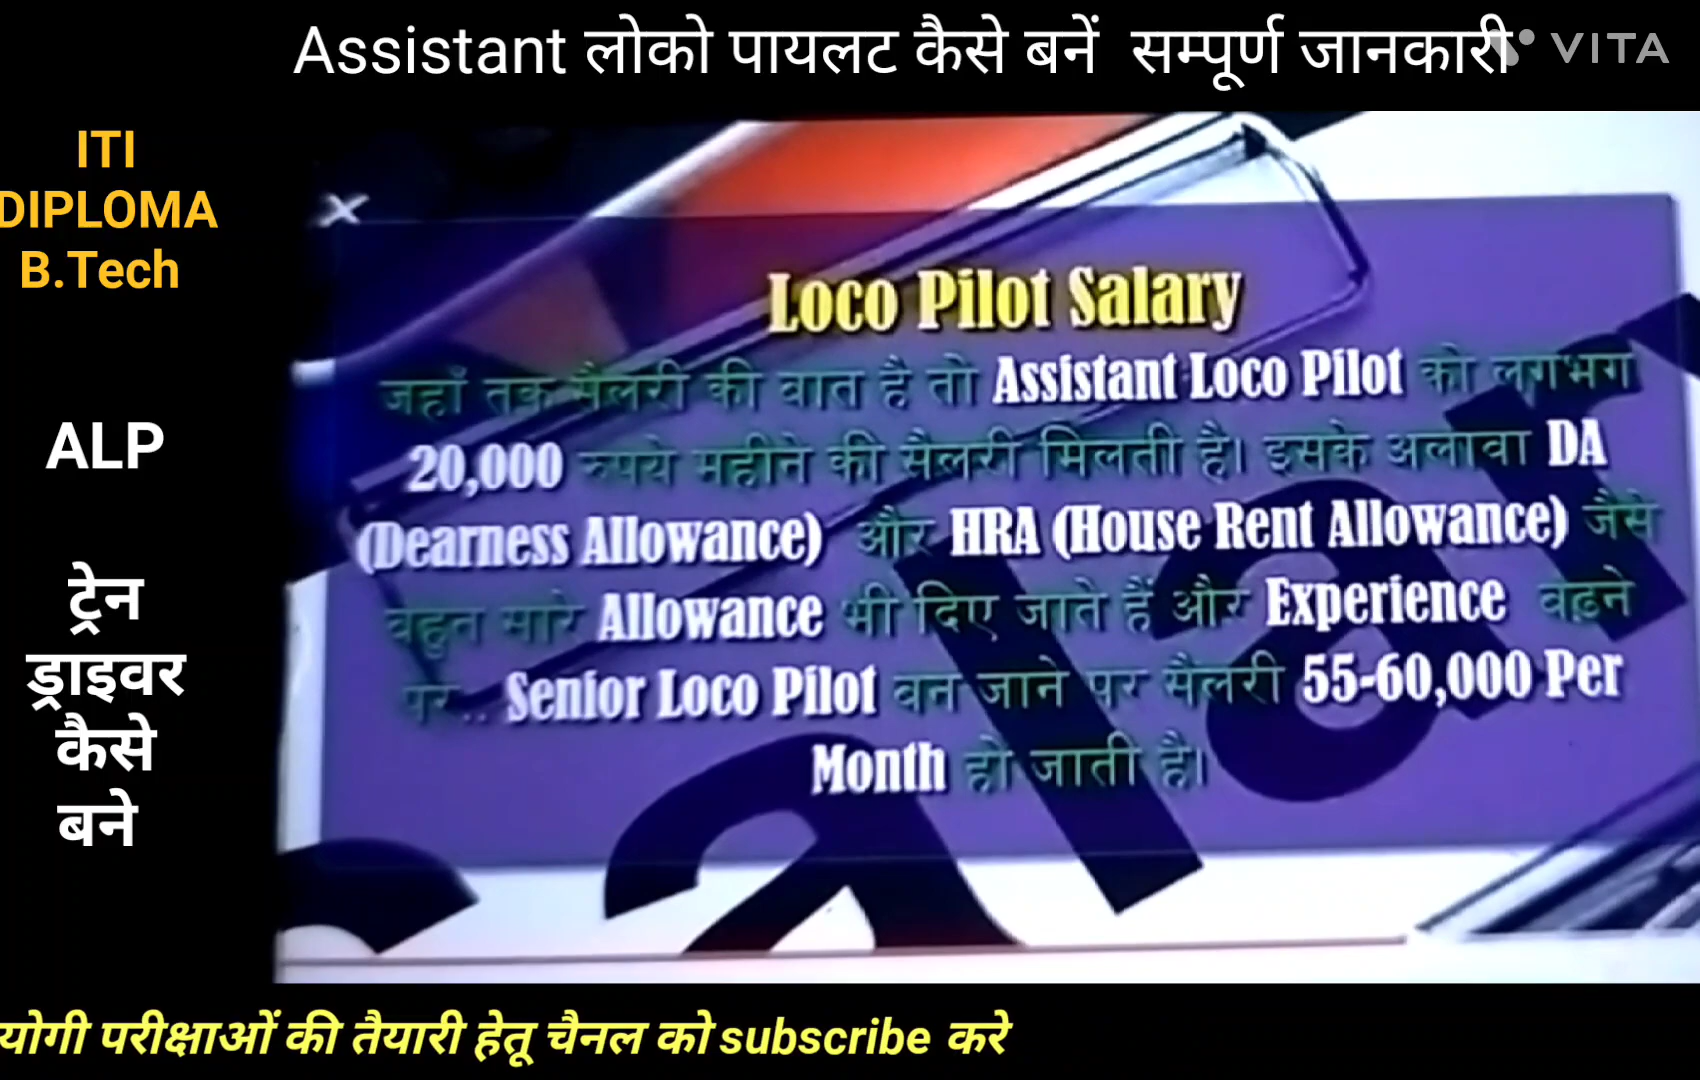 Assistant लोको पायलट कैसे बनें सम्पूर्ण जानकारी
VITA
ITI
DIPLOMA
B.Tech
ALP
ट्रेन
ड्राइवर
कैसे
बने
Loco Pilot Salary
जहाँ तक सैलरी की बात है तो Assistant Loco Pilot को लगभग
20,000 रुपये महीने की सैलरी मिलती है। इसके अलावा DA
(Dearness Allowance) और HRA (House Rent Allowance) जैसे
बहुत सारे Allowance भी दिए जाते हैं और Experience बढ़ने
पर.. Senior Loco Pilot बन जाने पर सैलरी 55-60,000 Per
Month हो जाती है।
योगी परीक्षाओं की तैयारी हेतू चैनल को subscribe करे